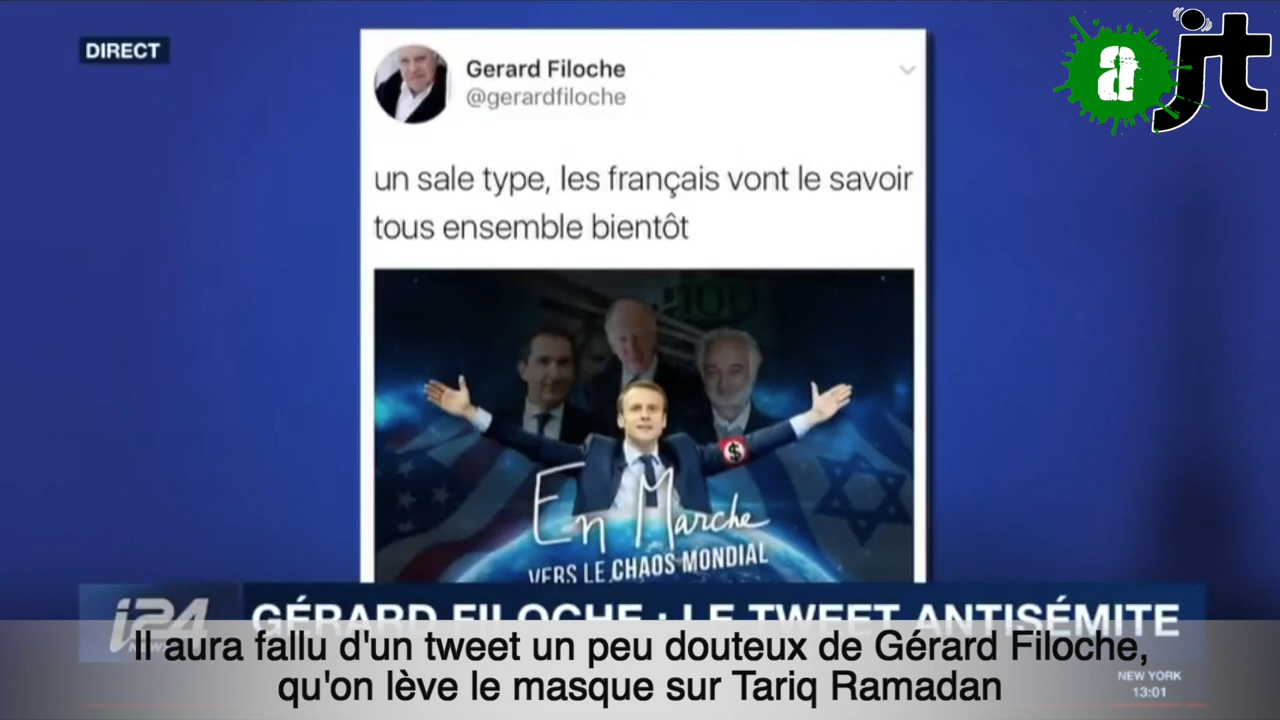 DIRECT
ajt
Gerard Filoche
@gerardfiloche
un sale type, les français vont le savoir
tous ensemble bientôt
$
En Marche
VERS LE CHAOS MONDIAL
i24
NEWS
GÉRARD FILOCHE : LE TWEET ANTISÉMITE
Il aura fallu d'un tweet un peu douteux de Gérard Filoche,
qu'on lève le masque sur Tariq Ramadan
NEW YORK
13:01